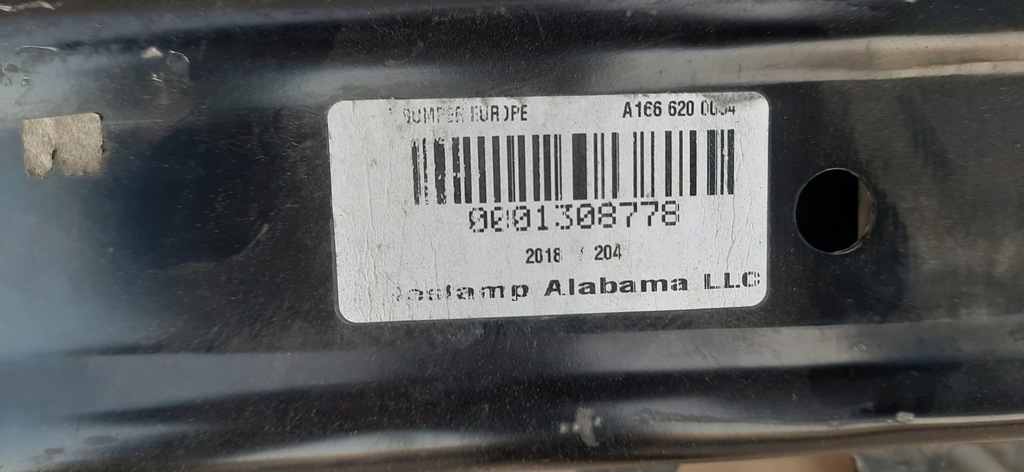 BUMPER EUROPE A166 620 0034
0001308778
2018 204
Alabama LLC